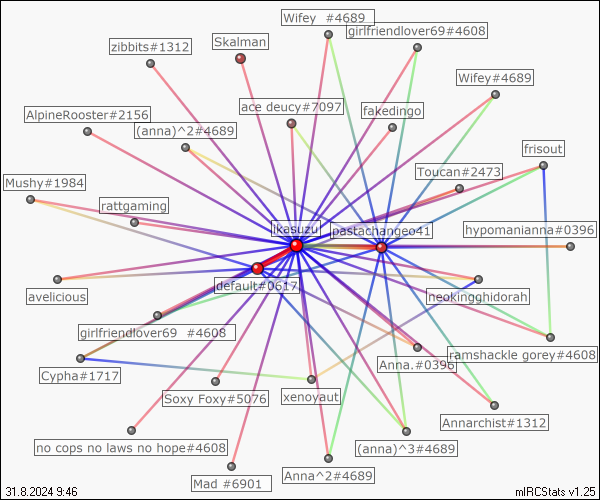 Wifey #4689
girlfriendlover69#4608
zibbits#1312
Skalman
Wifey#4689
AlpineRooster#2156
ace deucy#7097
fakedingo
(anna)^2#4689
frisout
Toucan#2473
Mushy#1984
rattgaming
ikasuzu
pastachangeo41
hypomanianna#0396
avelicious
default#0617
neokingghidorah
girlfriendlover69 #4608
ramshackle gorey#4608
Cypha#1717
Anna.#0396
Soxy Foxy#5076
xenoyaut
Annarchist#1312
no cops no laws no hope#4608
(anna)^3#4689
Mad #6901
Anna^2#4689
31.8.2024 9:46
mIRCStats v1.25